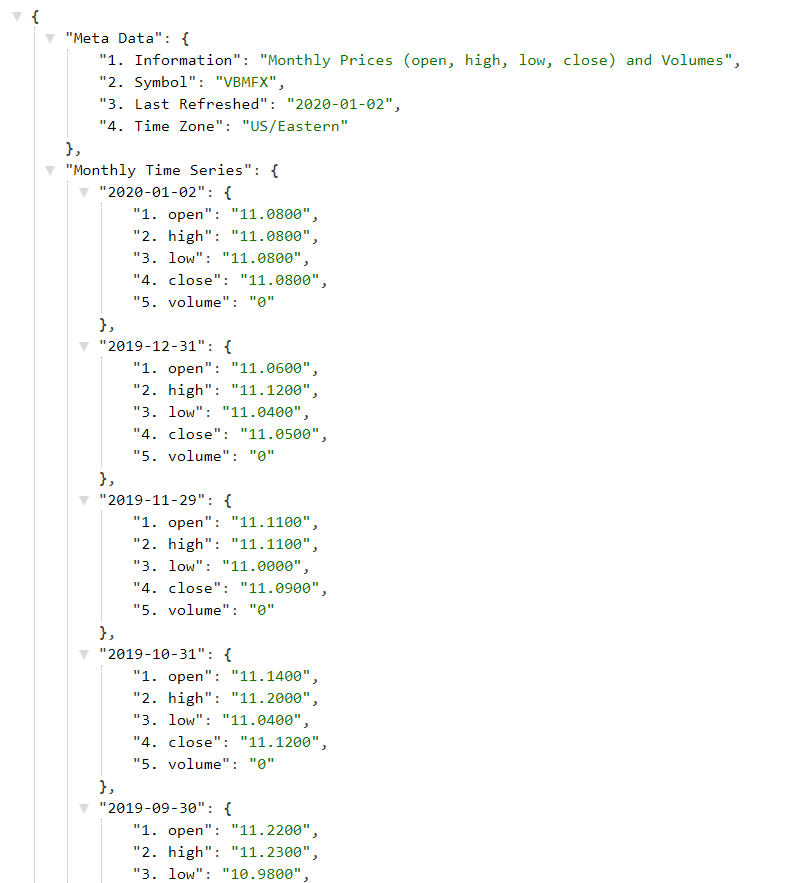 {
"Meta Data": {
"1. Information": "Monthly Prices (open, high, low, close) and Volumes",
"2. Symbol": "VBMFX",
"3. Last Refreshed": "2020-01-02",
"4. Time Zone": "US/Eastern"
},
"Monthly Time Series": {
"2020-01-02": {
"1. open": "11.0800",
"2. high": "11.0800",
"3. low": "11.0800",
"4. close": "11.0800",
"5. volume": "0"
},
"2019-12-31": {
"1. open": "11.0600",
"2. high": "11.1200",
"3. low": "11.0400",
"4. close": "11.0500",
"5. volume": "0"
},
"2019-11-29": {
"1. open": "11.1100",
"2. high": "11.1100",
"3. low": "11.0000",
"4. close": "11.0900",
"5. volume": "0"
},
"2019-10-31": {
"1. open": "11.1400",
"2. high": "11.2000",
"3. low": "11.0400",
"4. close": "11.1200",
"5. volume": "0"
},
"2019-09-30": {
"1. open": "11.2200",
"2. high": "11.2300",
"3. low": "10.9800",